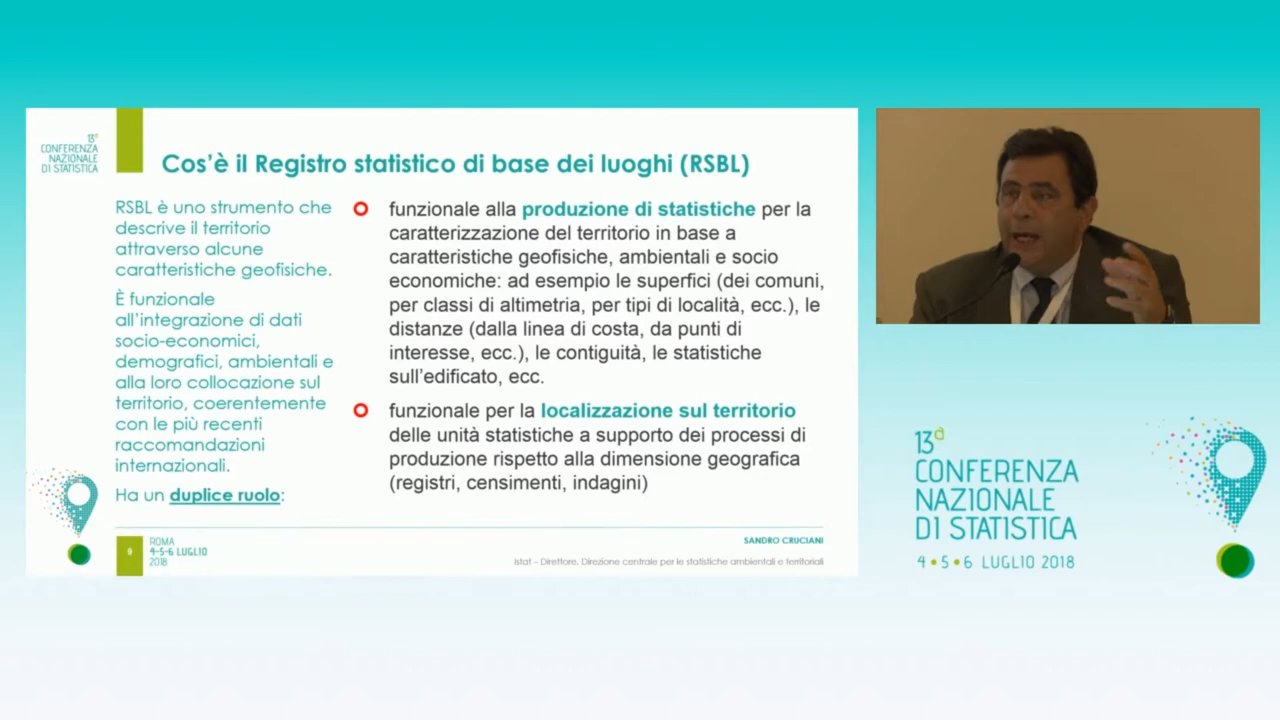 13ª
CONFERENZA
NAZIONALE
DI STATISTICA
Cos'è il Registro statistico di base dei luoghi (RSBL)
RSBL è uno strumento che
descrive il territorio
attraverso alcune
caratteristiche geofisiche.
È funzionale
all'integrazione di dati
socio-economici,
demografici, ambientali e
alla loro collocazione sul
territorio, coerentemente
con le più recenti
raccomandazioni
internazionali.
Ha un duplice ruolo:
funzionale alla produzione di statistiche per la
caratterizzazione del territorio in base a
caratteristiche geofisiche, ambientali e socio
economiche: ad esempio le superfici (dei comuni,
per classi di altimetria, per tipi di località, ecc.), le
distanze (dalla linea di costa, da punti di
interesse, ecc.), le contiguità, le statistiche
sull'edificato, ecc.
funzionale per la localizzazione sul territorio
delle unità statistiche a supporto dei processi di
produzione rispetto alla dimensione geografica
(registri, censimenti, indagini)
9
ROMA
4-5-6 LUGLIO
2018
SANDRO CRUCIANI
Istat – Direttore, Direzione centrale per le statistiche ambientali e territoriali
13ª
CONFERENZA
NAZIONALE
DI STATISTICA
4•5•6 LUGLIO 2018